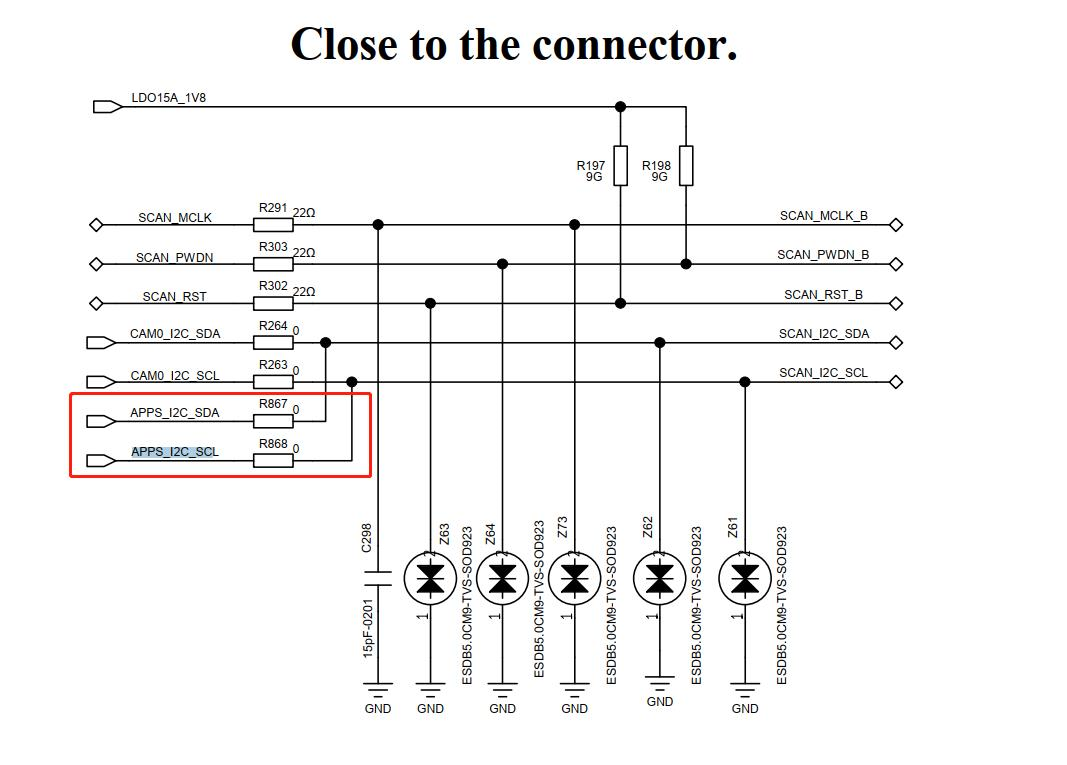 Close to the connector.
LDO15A_1V8
R197
9G
R198
9G
SCAN_MCLK
R291
22Ω
SCAN_MCLK_B
SCAN_PWDN
R303
22Ω
SCAN_PWDN_B
SCAN_RST
R302
22Ω
SCAN_RST_B
CAM0_I2C_SDA
R264
0
SCAN_I2C_SDA
CAM0_I2C_SCL
R263
0
SCAN_I2C_SCL
APPS_I2C_SDA
R867
0
APPS_I2C_SCL
R868
0
C298
15pF-0201
GND
Z63
2
1
ESDB5.0CM9-TVS-SOD923
GND
Z64
2
1
ESDB5.0CM9-TVS-SOD923
GND
Z73
2
1
ESDB5.0CM9-TVS-SOD923
GND
Z62
2
1
ESDB5.0CM9-TVS-SOD923
GND
Z61
2
1
ESDB5.0CM9-TVS-SOD923
GND